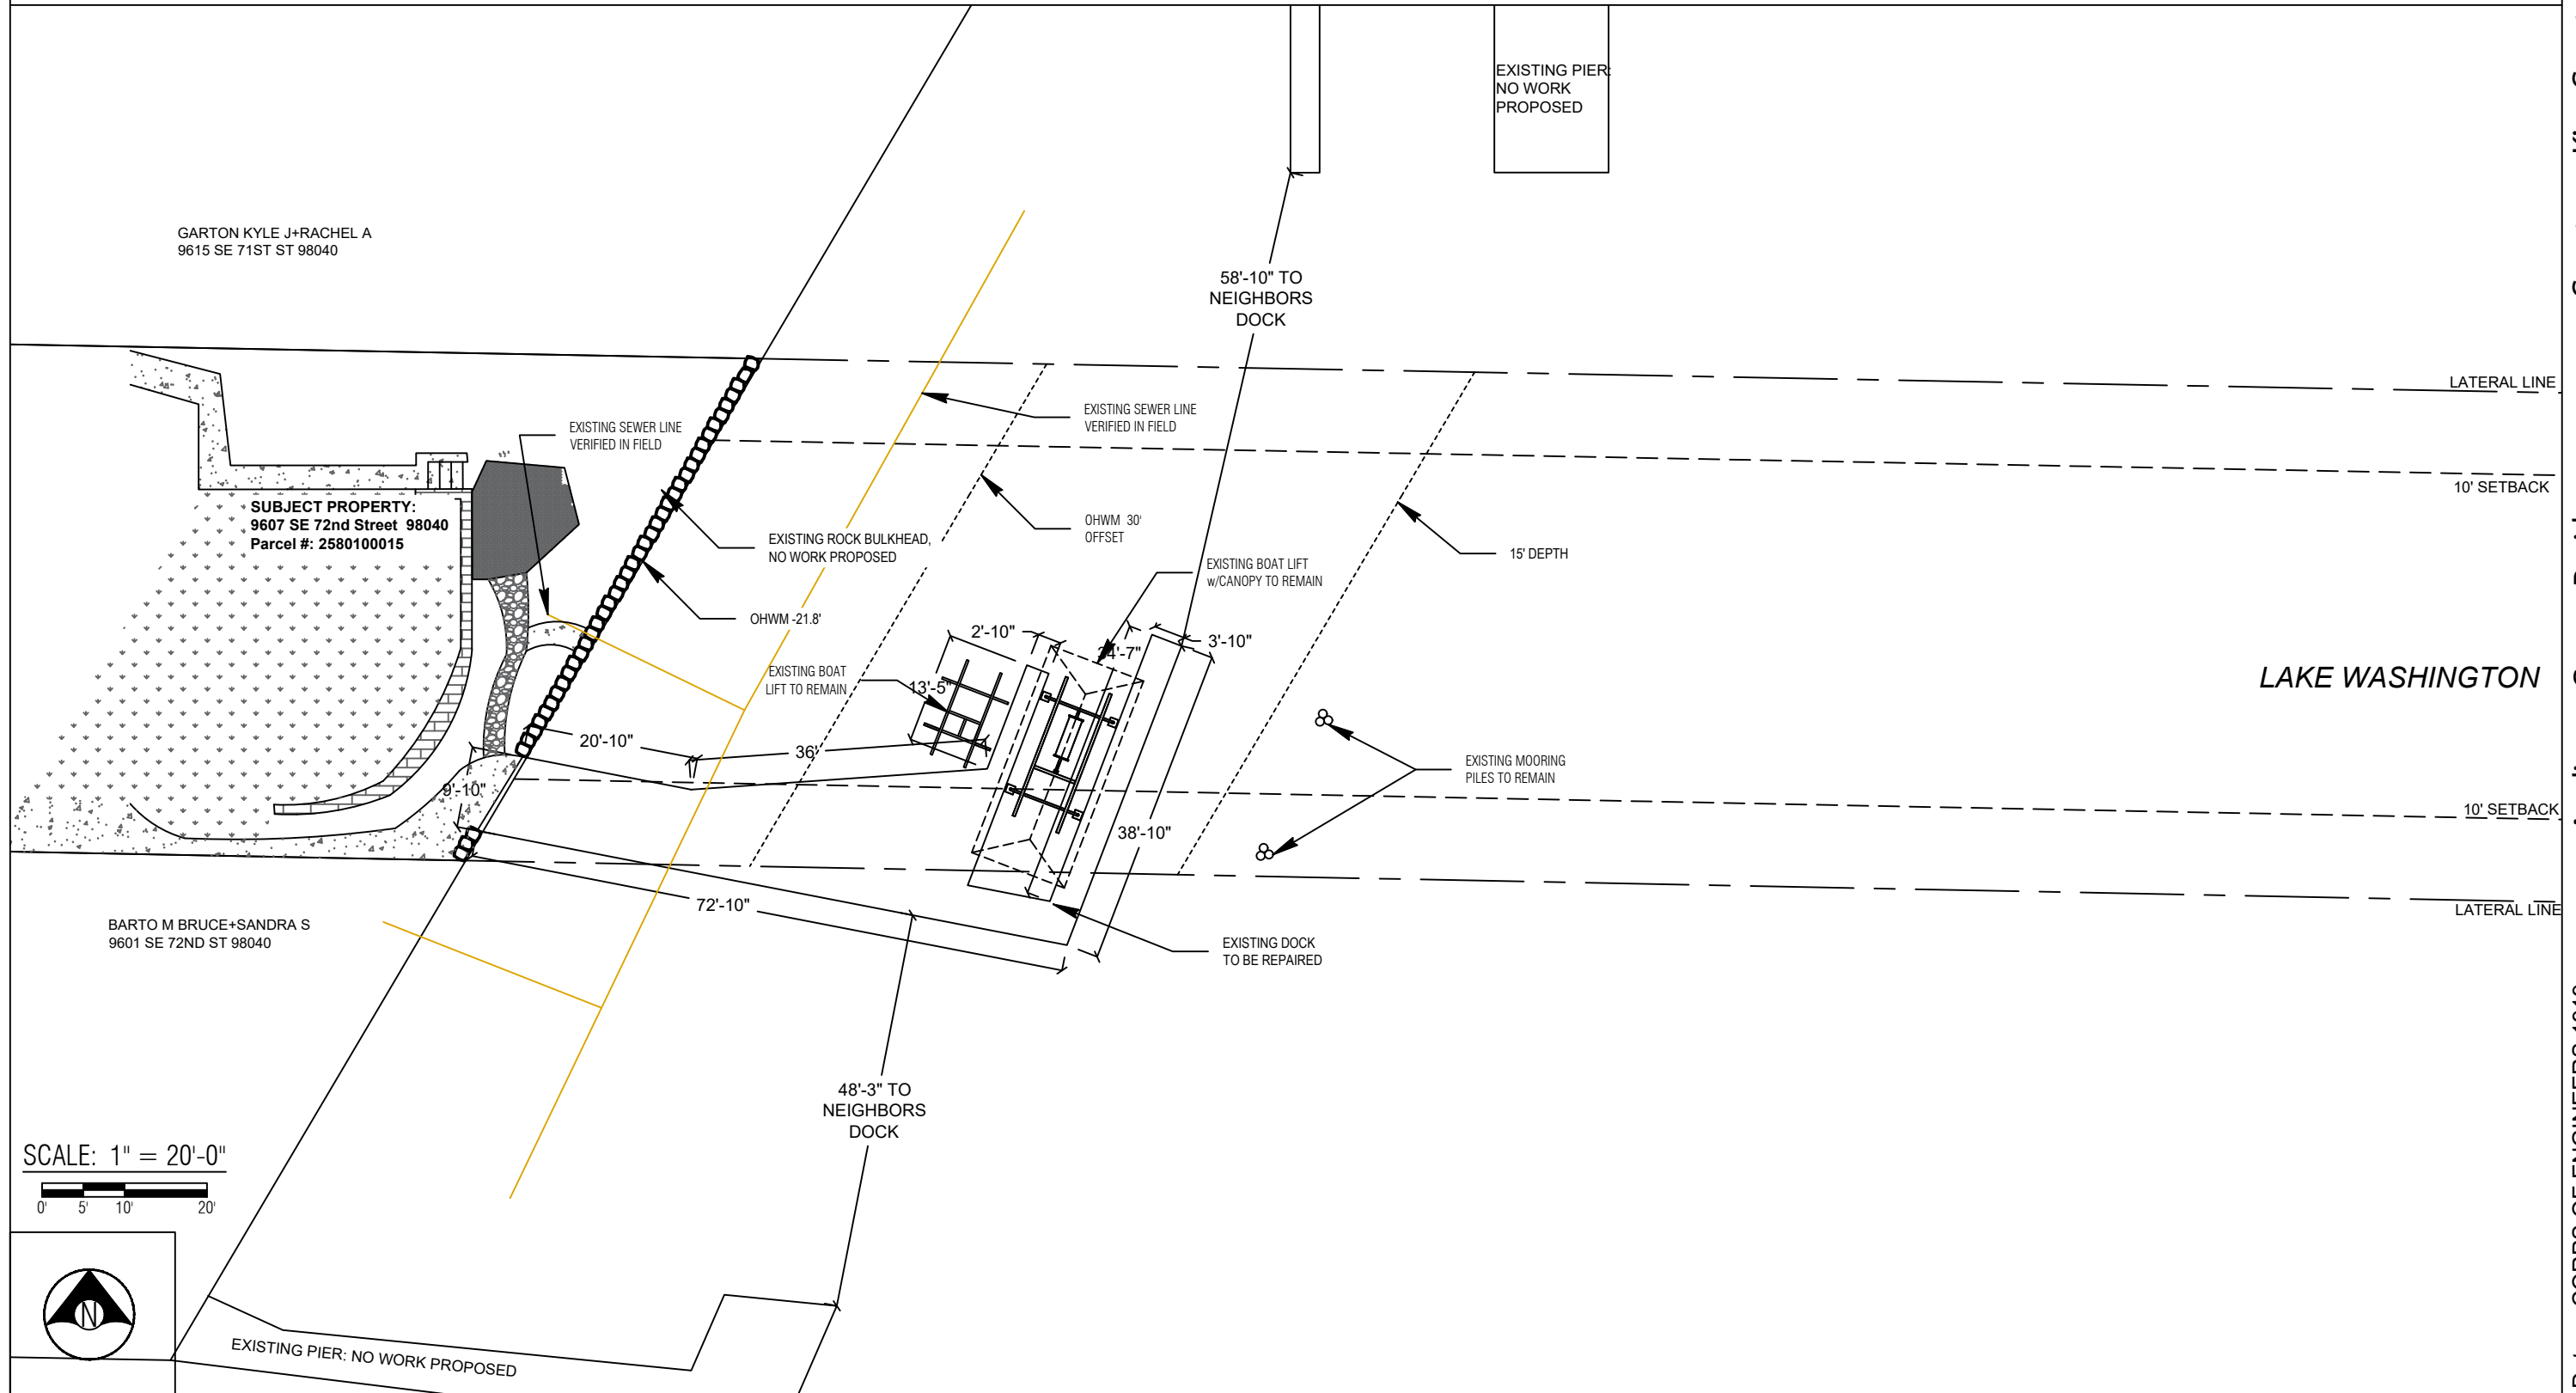 EXISTING PIER:
NO WORK
PROPOSED
GARTON KYLE J+RACHEL A
9615 SE 71ST ST 98040
58'-10" TO
NEIGHBORS
DOCK
LATERAL LINE
EXISTING SEWER LINE
VERIFIED IN FIELD
EXISTING SEWER LINE
VERIFIED IN FIELD
10' SETBACK
SUBJECT PROPERTY:
9607 SE 72nd Street 98040
Parcel #: 2580100015
OHWM 30'
OFFSET
EXISTING ROCK BULKHEAD,
NO WORK PROPOSED
15' DEPTH
EXISTING BOAT LIFT
w/CANOPY TO REMAIN
OHWM -21.8'
2'-10"
3'-10"
34'-7"
EXISTING BOAT
LIFT TO REMAIN
13'-5"
LAKE WASHINGTON
20'-10"
36'
EXISTING MOORING
PILES TO REMAIN
9'-10"
10' SETBACK
38'-10"
72'-10"
LATERAL LINE
BARTO M BRUCE+SANDRA S
9601 SE 72ND ST 98040
EXISTING DOCK
TO BE REPAIRED
48'-3" TO
NEIGHBORS
DOCK
SCALE: 1" = 20'-0"
0' 5' 10' 20'
N
EXISTING PIER: NO WORK PROPOSED